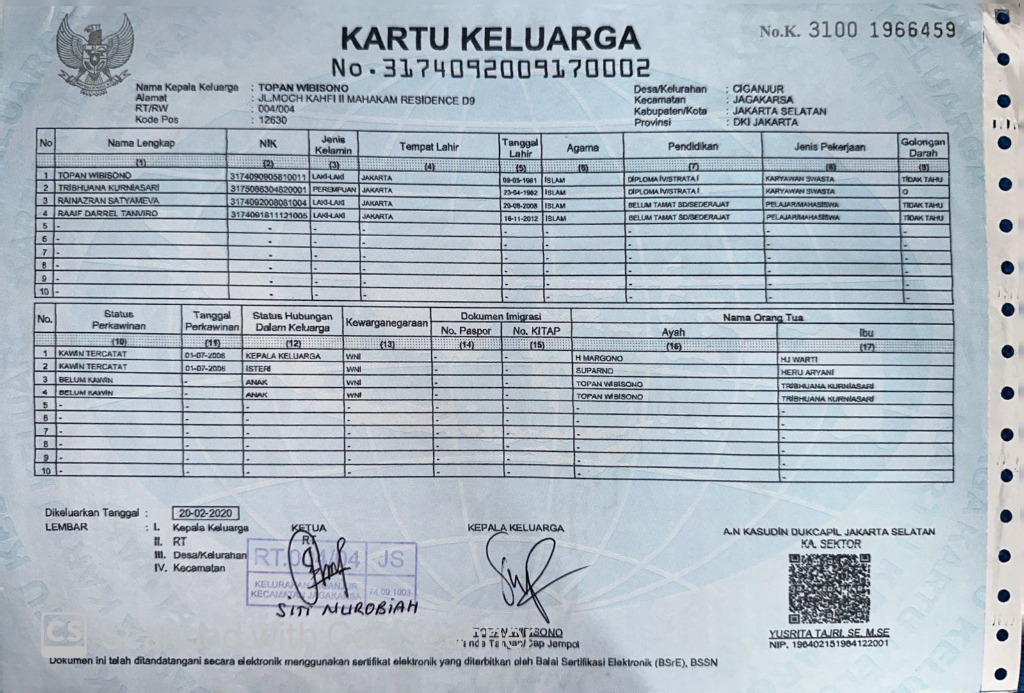 KARTU KELUARGA
No.K. 3100 1966459
No. 3174092009170002
Nama Kepala Keluarga : TOPAN WIBISONO
Alamat : JL.MOCH KAHFI II MAHAKAM RESIDENCE D9
RT/RW : 004/004
Kode Pos : 12630
Desa/Kelurahan : CIGANJUR
Kecamatan : JAGAKARSA
Kabupaten/Kota : JAKARTA SELATAN
Provinsi : DKI JAKARTA
No Nama Lengkap NIK Jenis Kelamin Tempat Lahir Tanggal Lahir Agama Pendidikan Jenis Pekerjaan Golongan Darah
(1) (2) (3) (4) (5) (6) (7) (8) (9)
1 TOPAN WIBISONO 3174090905810011 LAKI-LAKI JAKARTA 09-05-1981 ISLAM DIPLOMA IV/STRATA I KARYAWAN SWASTA TIDAK TAHU
2 TRIBHUANA KURNIASARI 3175086304820001 PEREMPUAN JAKARTA 23-04-1982 ISLAM DIPLOMA IV/STRATA I KARYAWAN SWASTA O
3 RAINAZRAN SATYAMEVA 3174092008081004 LAKI-LAKI JAKARTA 20-08-2008 ISLAM BELUM TAMAT SD/SEDERAJAT PELAJAR/MAHASISWA TIDAK TAHU
4 RAAIF DARREL TANVIRO 3174091811121005 LAKI-LAKI JAKARTA 18-11-2012 ISLAM BELUM TAMAT SD/SEDERAJAT PELAJAR/MAHASISWA TIDAK TAHU
5 - - - - - - - - -
6 - - - - - - - - -
7 - - - - - - - - -
8 - - - - - - - - -
9 - - - - - - - - -
10 - - - - - - - - -
No. Status Perkawinan Tanggal Perkawinan Status Hubungan Dalam Keluarga Kewarganegaraan Dokumen Imigrasi Nama Orang Tua
No. Paspor No. KITAP Ayah Ibu
(10) (11) (12) (13) (14) (15) (16) (17)
1 KAWIN TERCATAT 01-07-2006 KEPALA KELUARGA WNI - - H MARGONO HJ WARTI
2 KAWIN TERCATAT 01-07-2006 ISTERI WNI - - SUPARNO HERU ARYANI
3 BELUM KAWIN - ANAK WNI - - TOPAN WIBISONO TRIBHUANA KURNIASARI
4 BELUM KAWIN - ANAK WNI - - TOPAN WIBISONO TRIBHUANA KURNIASARI
5 - - - - - - - -
6 - - - - - - - -
7 - - - - - - - -
8 - - - - - - - -
9 - - - - - - - -
10 - - - - - - - -
Dikeluarkan Tanggal : 20-02-2020
LEMBAR : I. Kepala Keluarga
II. RT
III. Desa/Kelurahan
IV. Kecamatan
KETUA
RT
RT.004/04 JS
KECAMATAN JAGAKARSA
SITI NUROBIAH
KEPALA KELUARGA
TOPAN WIBISONO
Tanda Tangan/Cap Jempol
A.N KASUDIN DUKCAPIL JAKARTA SELATAN
KA. SEKTOR
YUSRITA TAJRI, SE, M.SE
NIP. 196402151984122001
CS
Dokumen ini telah ditandatangani secara elektronik menggunakan sertifikat elektronik yang diterbitkan oleh Balai Sertifikasi Elektronik (BSrE), BSSN